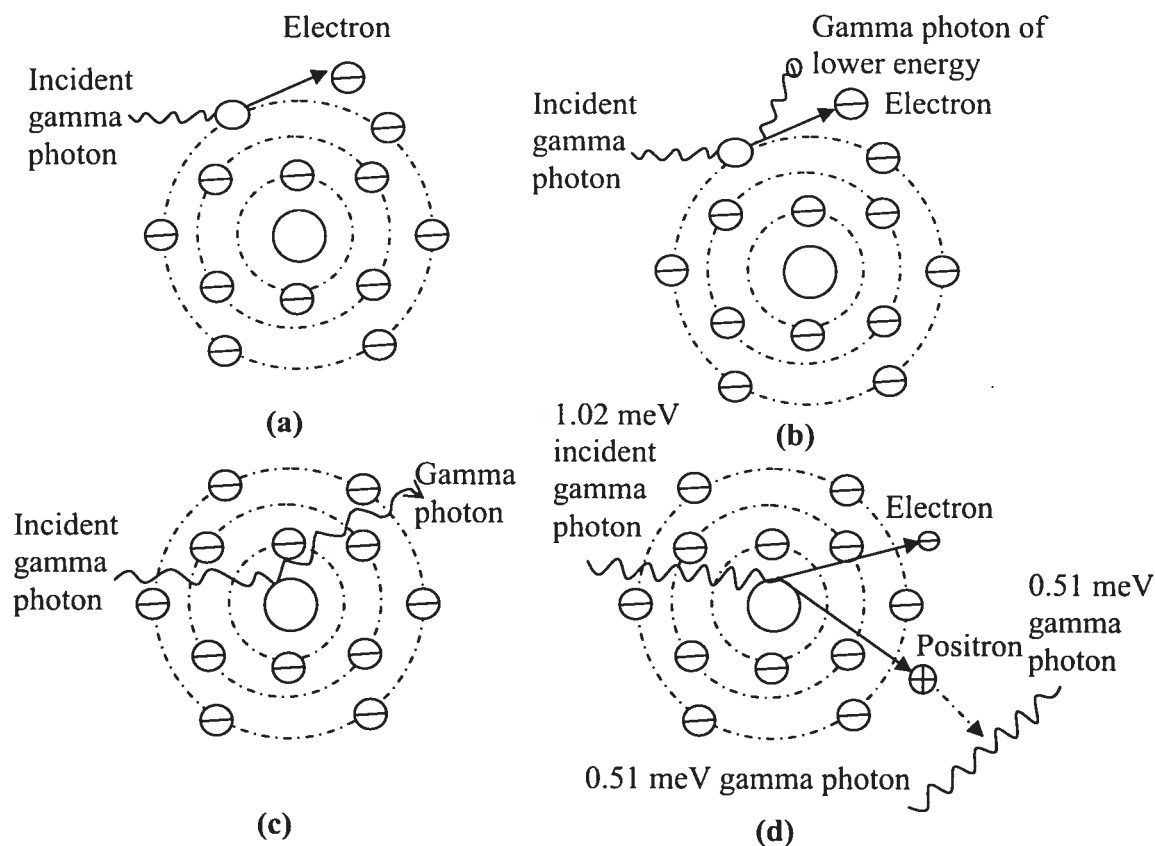 Electron
Incident
gamma
photon
(a)
Gamma photon of
lower energy
Electron
Incident
gamma
photon
(b)
Gamma
photon
Incident
gamma
photon
(c)
1.02 meV
incident
gamma
photon
Electron
0.51 meV
gamma
photon
Positron
0.51 meV gamma photon
(d)